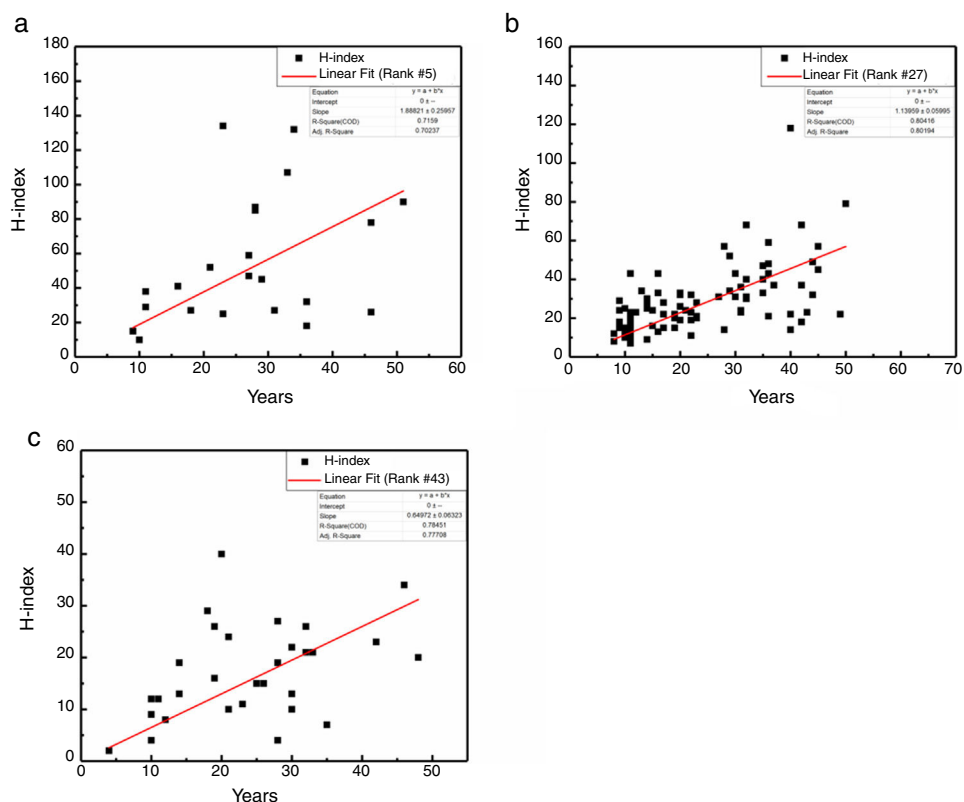 a
180
160
140
120
100
80
60
40
20
0
H-index
H-index
Linear Fit (Rank #5)
Equation y = a + b*x
Intercept 0 ± --
Slope 1.88821 ± 0.25957
R-Square(COD) 0.7159
Adj. R-Square 0.70237
0 10 20 30 40 50 60
Years
b
160
140
120
100
80
60
40
20
0
H-index
H-index
Linear Fit (Rank #27)
Equation y = a + b*x
Intercept 0 ± --
Slope 1.13959 ± 0.05995
R-Square(COD) 0.80416
Adj. R-Square 0.80194
0 10 20 30 40 50 60 70
Years
c
60
50
40
30
20
10
0
H-index
H-index
Linear Fit (Rank #43)
Equation y = a + b*x
Intercept 0 ± --
Slope 0.64972 ± 0.06323
R-Square(COD) 0.78451
Adj. R-Square 0.77708
0 10 20 30 40 50
Years